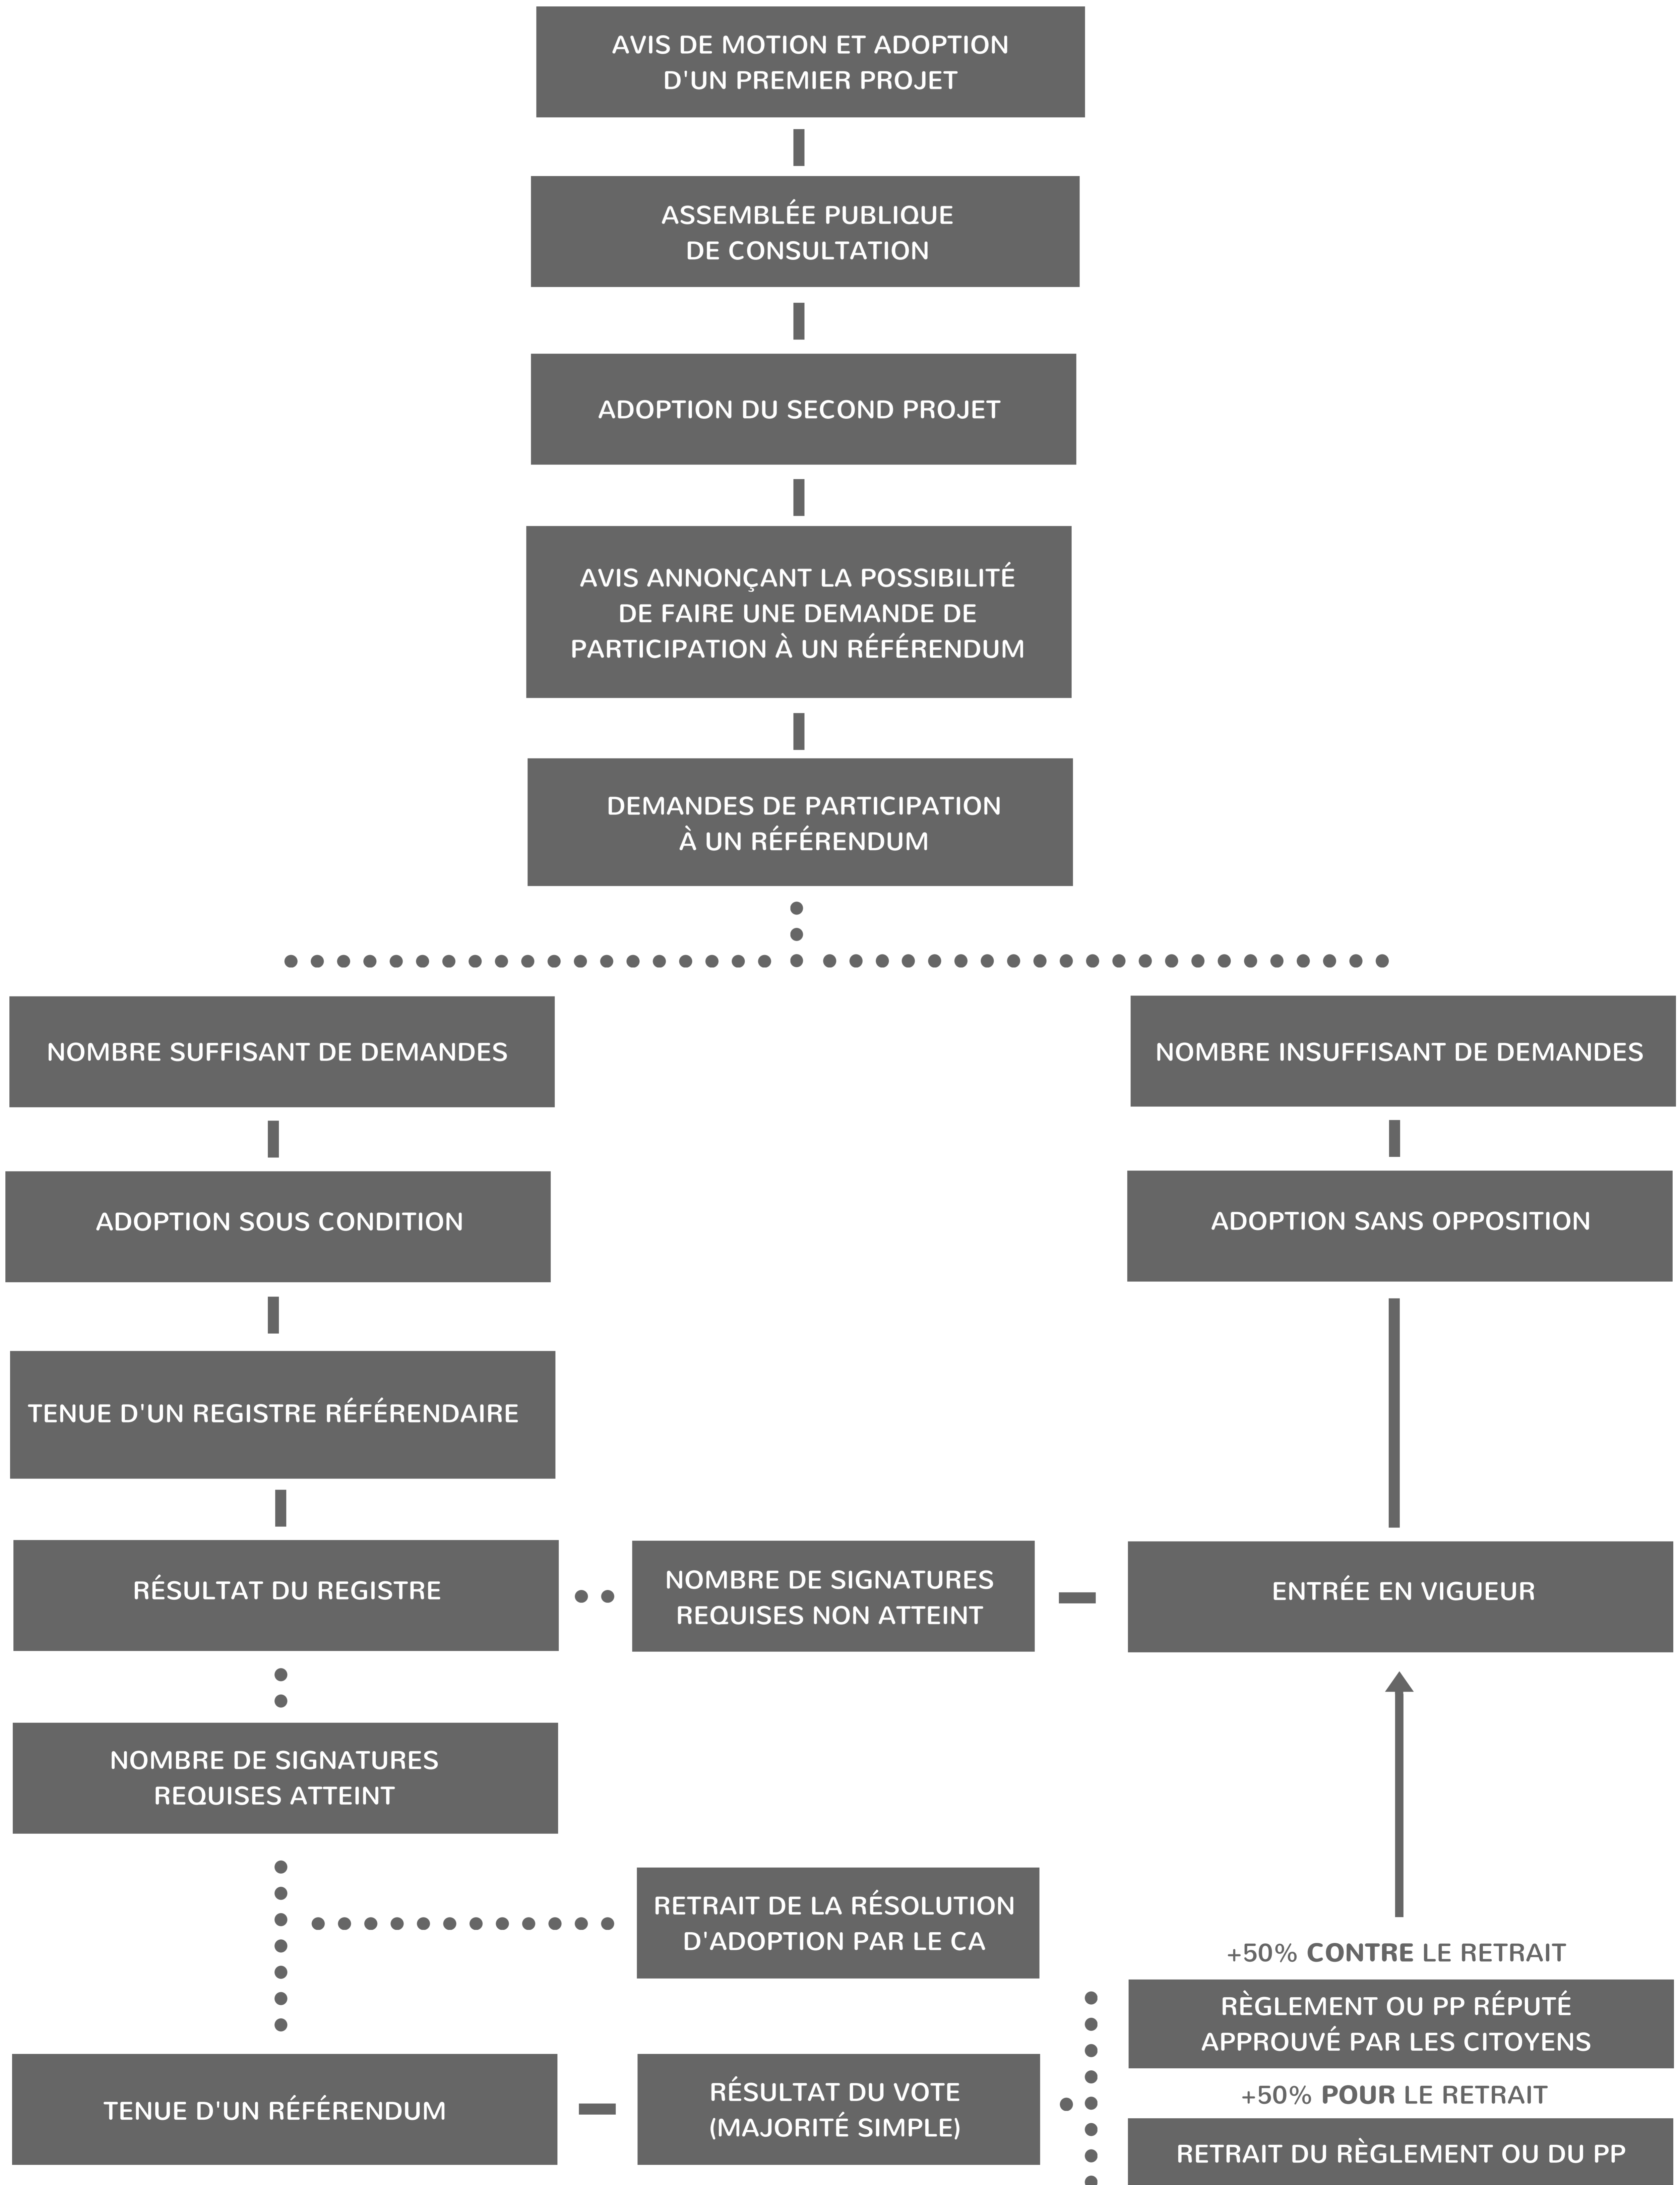 AVIS DE MOTION ET ADOPTION
D'UN PREMIER PROJET
ASSEMBLÉE PUBLIQUE
DE CONSULTATION
ADOPTION DU SECOND PROJET
AVIS ANNONÇANT LA POSSIBILITÉ
DE FAIRE UNE DEMANDE DE
PARTICIPATION À UN RÉFÉRENDUM
DEMANDES DE PARTICIPATION
À UN RÉFÉRENDUM
NOMBRE SUFFISANT DE DEMANDES
NOMBRE INSUFFISANT DE DEMANDES
ADOPTION SOUS CONDITION
ADOPTION SANS OPPOSITION
TENUE D'UN REGISTRE RÉFÉRENDAIRE
RÉSULTAT DU REGISTRE
NOMBRE DE SIGNATURES
REQUISES NON ATTEINT
ENTRÉE EN VIGUEUR
NOMBRE DE SIGNATURES
REQUISES ATTEINT
RETRAIT DE LA RÉSOLUTION
D'ADOPTION PAR LE CA
+50% CONTRE LE RETRAIT
RÈGLEMENT OU PP RÉPUTÉ
APPROUVÉ PAR LES CITOYENS
TENUE D'UN RÉFÉRENDUM
RÉSULTAT DU VOTE
(MAJORITÉ SIMPLE)
+50% POUR LE RETRAIT
RETRAIT DU RÈGLEMENT OU DU PP